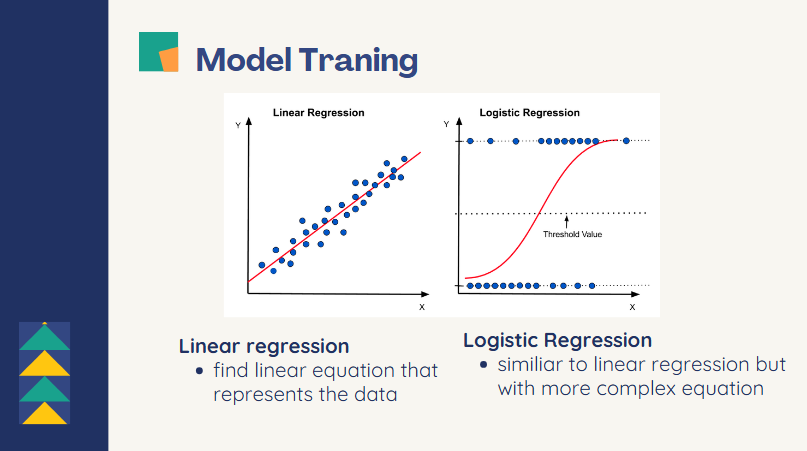 Model Traning
Linear Regression
Y
X
Logistic Regression
Y
Threshold Value
X
Linear regression
• find linear equation that
represents the data
Logistic Regression
• similiar to linear regression but
with more complex equation